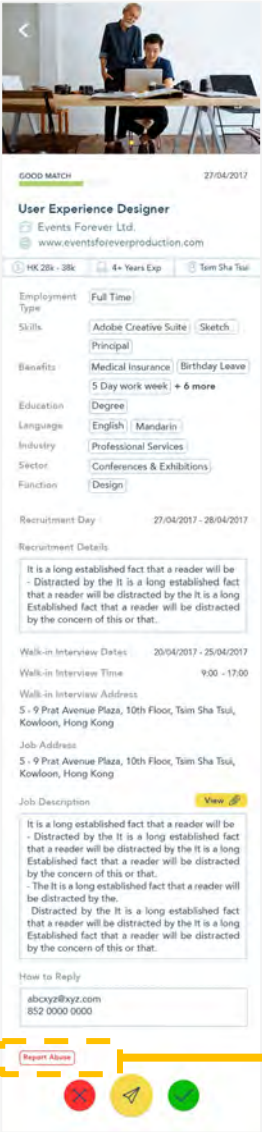 GOOD MATCH 27/04/2017
User Experience Designer
Events Forever Ltd.
www.eventsforeverproduction.com
HK 28k - 38k 4+ Years Exp Tsim Sha Tsui
Employment Full Time
Type
Skills Adobe Creative Suite Sketch
Principal
Benefits Medical Insurance Birthday Leave
5 Day work week + 6 more
Education Degree
Language English Mandarin
Industry Professional Services
Sector Conferences & Exhibitions
Function Design
Recruitment Day 27/04/2017 - 28/04/2017
Recruitment Details
It is a long established fact that a reader will be
- Distracted by the It is a long established fact
that a reader will be distracted by the It is a long
Established fact that a reader will be distracted
by the concern of this or that.
Walk-in Interview Dates 20/04/2017 - 25/04/2017
Walk-in Interview Time 9:00 - 17:00
Walk-in Interview Address
5 - 9 Prat Avenue Plaza, 10th Floor, Tsim Sha Tsui,
Kowloon, Hong Kong
Job Address
5 - 9 Prat Avenue Plaza, 10th Floor, Tsim Sha Tsui,
Kowloon, Hong Kong
Job Description View
It is a long established fact that a reader will be
- Distracted by the It is a long established fact
that a reader will be distracted by the It is a long
Established fact that a reader will be distracted
by the concern of this or that.
- The It is a long established fact that a reader will
be distracted by the.
Distracted by the It is a long established fact
that a reader will be distracted by the It is a long
Established fact that a reader will be distracted
by the concern of this or that.
How to Reply
abcxyz@xyz.com
852 0000 0000
Report Abuse